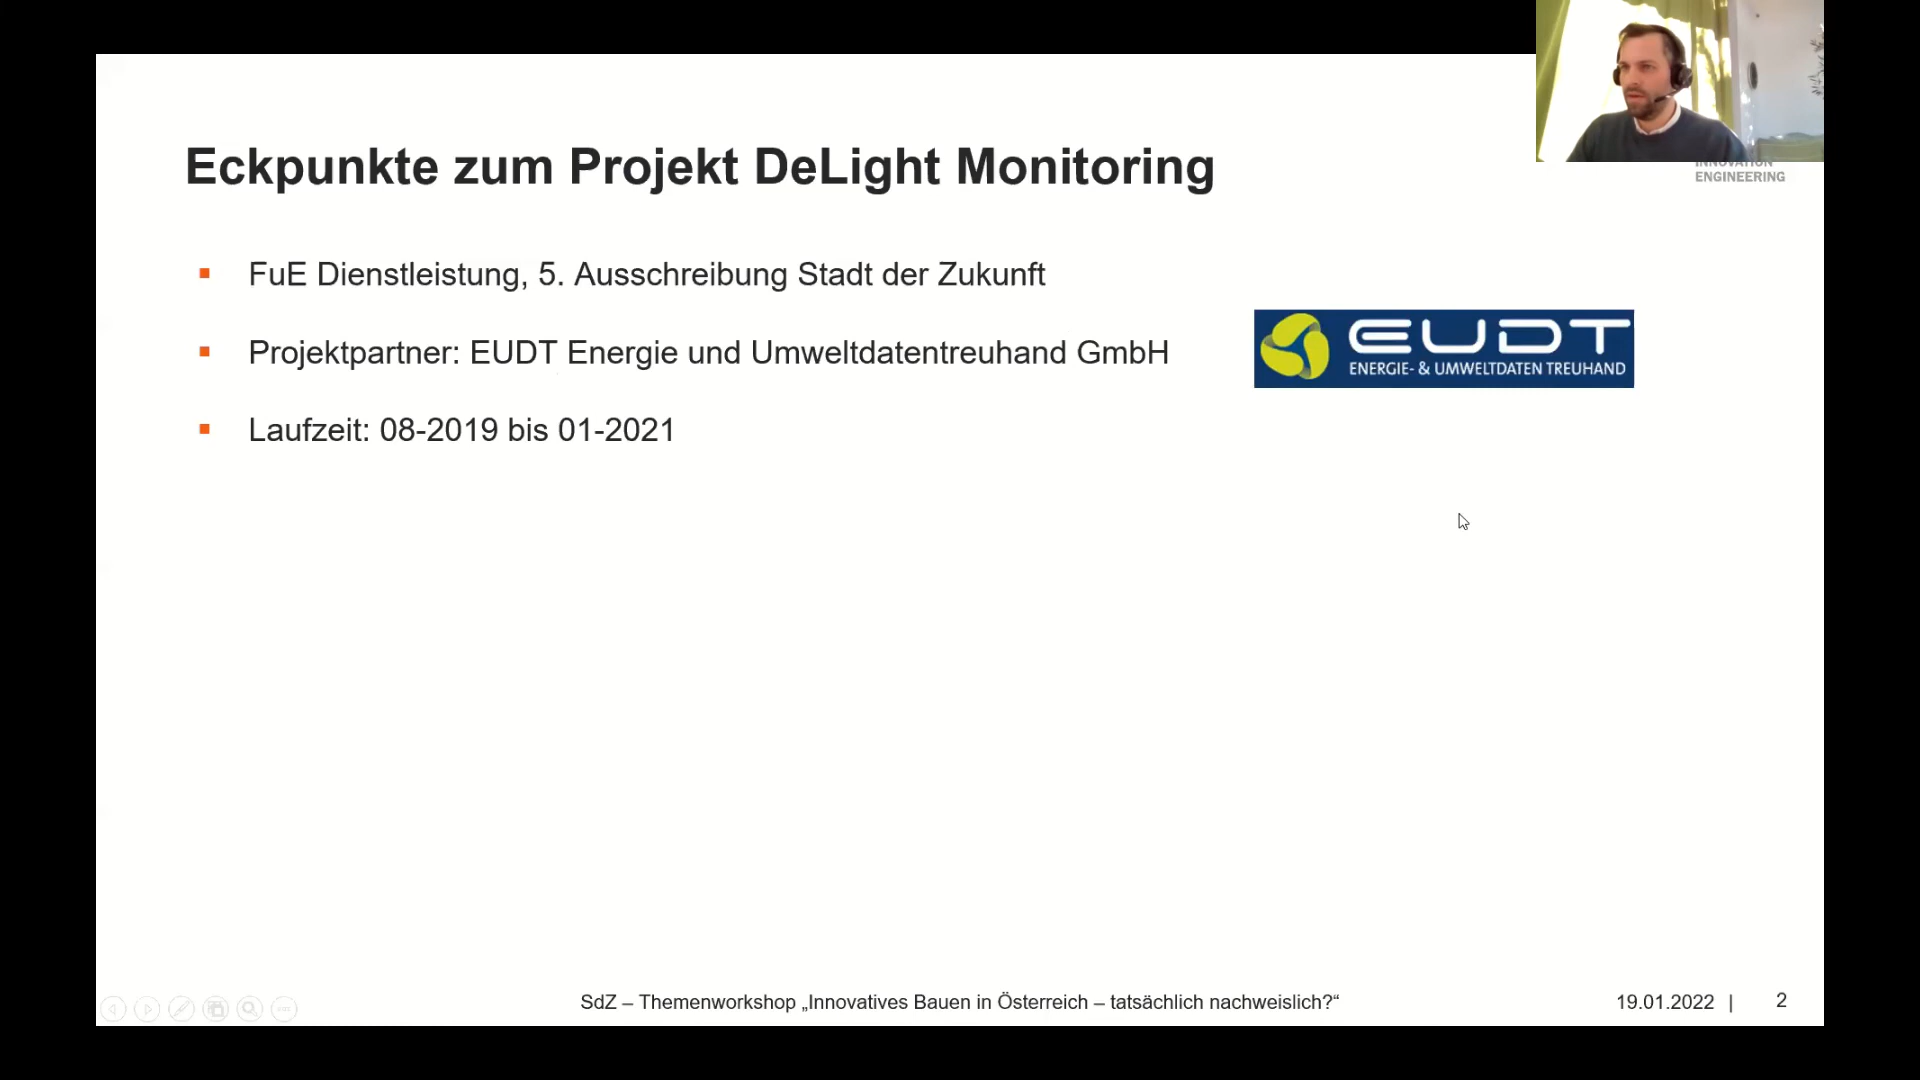 INNOVATION
ENGINEERING
Eckpunkte zum Projekt DeLight Monitoring
FuE Dienstleistung, 5. Ausschreibung Stadt der Zukunft
Projektpartner: EUDT Energie und Umweltdatentreuhand GmbH
EUDT
ENERGIE- & UMWELTDATEN TREUHAND
Laufzeit: 08-2019 bis 01-2021
SdZ – Themenworkshop „Innovatives Bauen in Österreich – tatsächlich nachweislich?“
19.01.2022 | 2